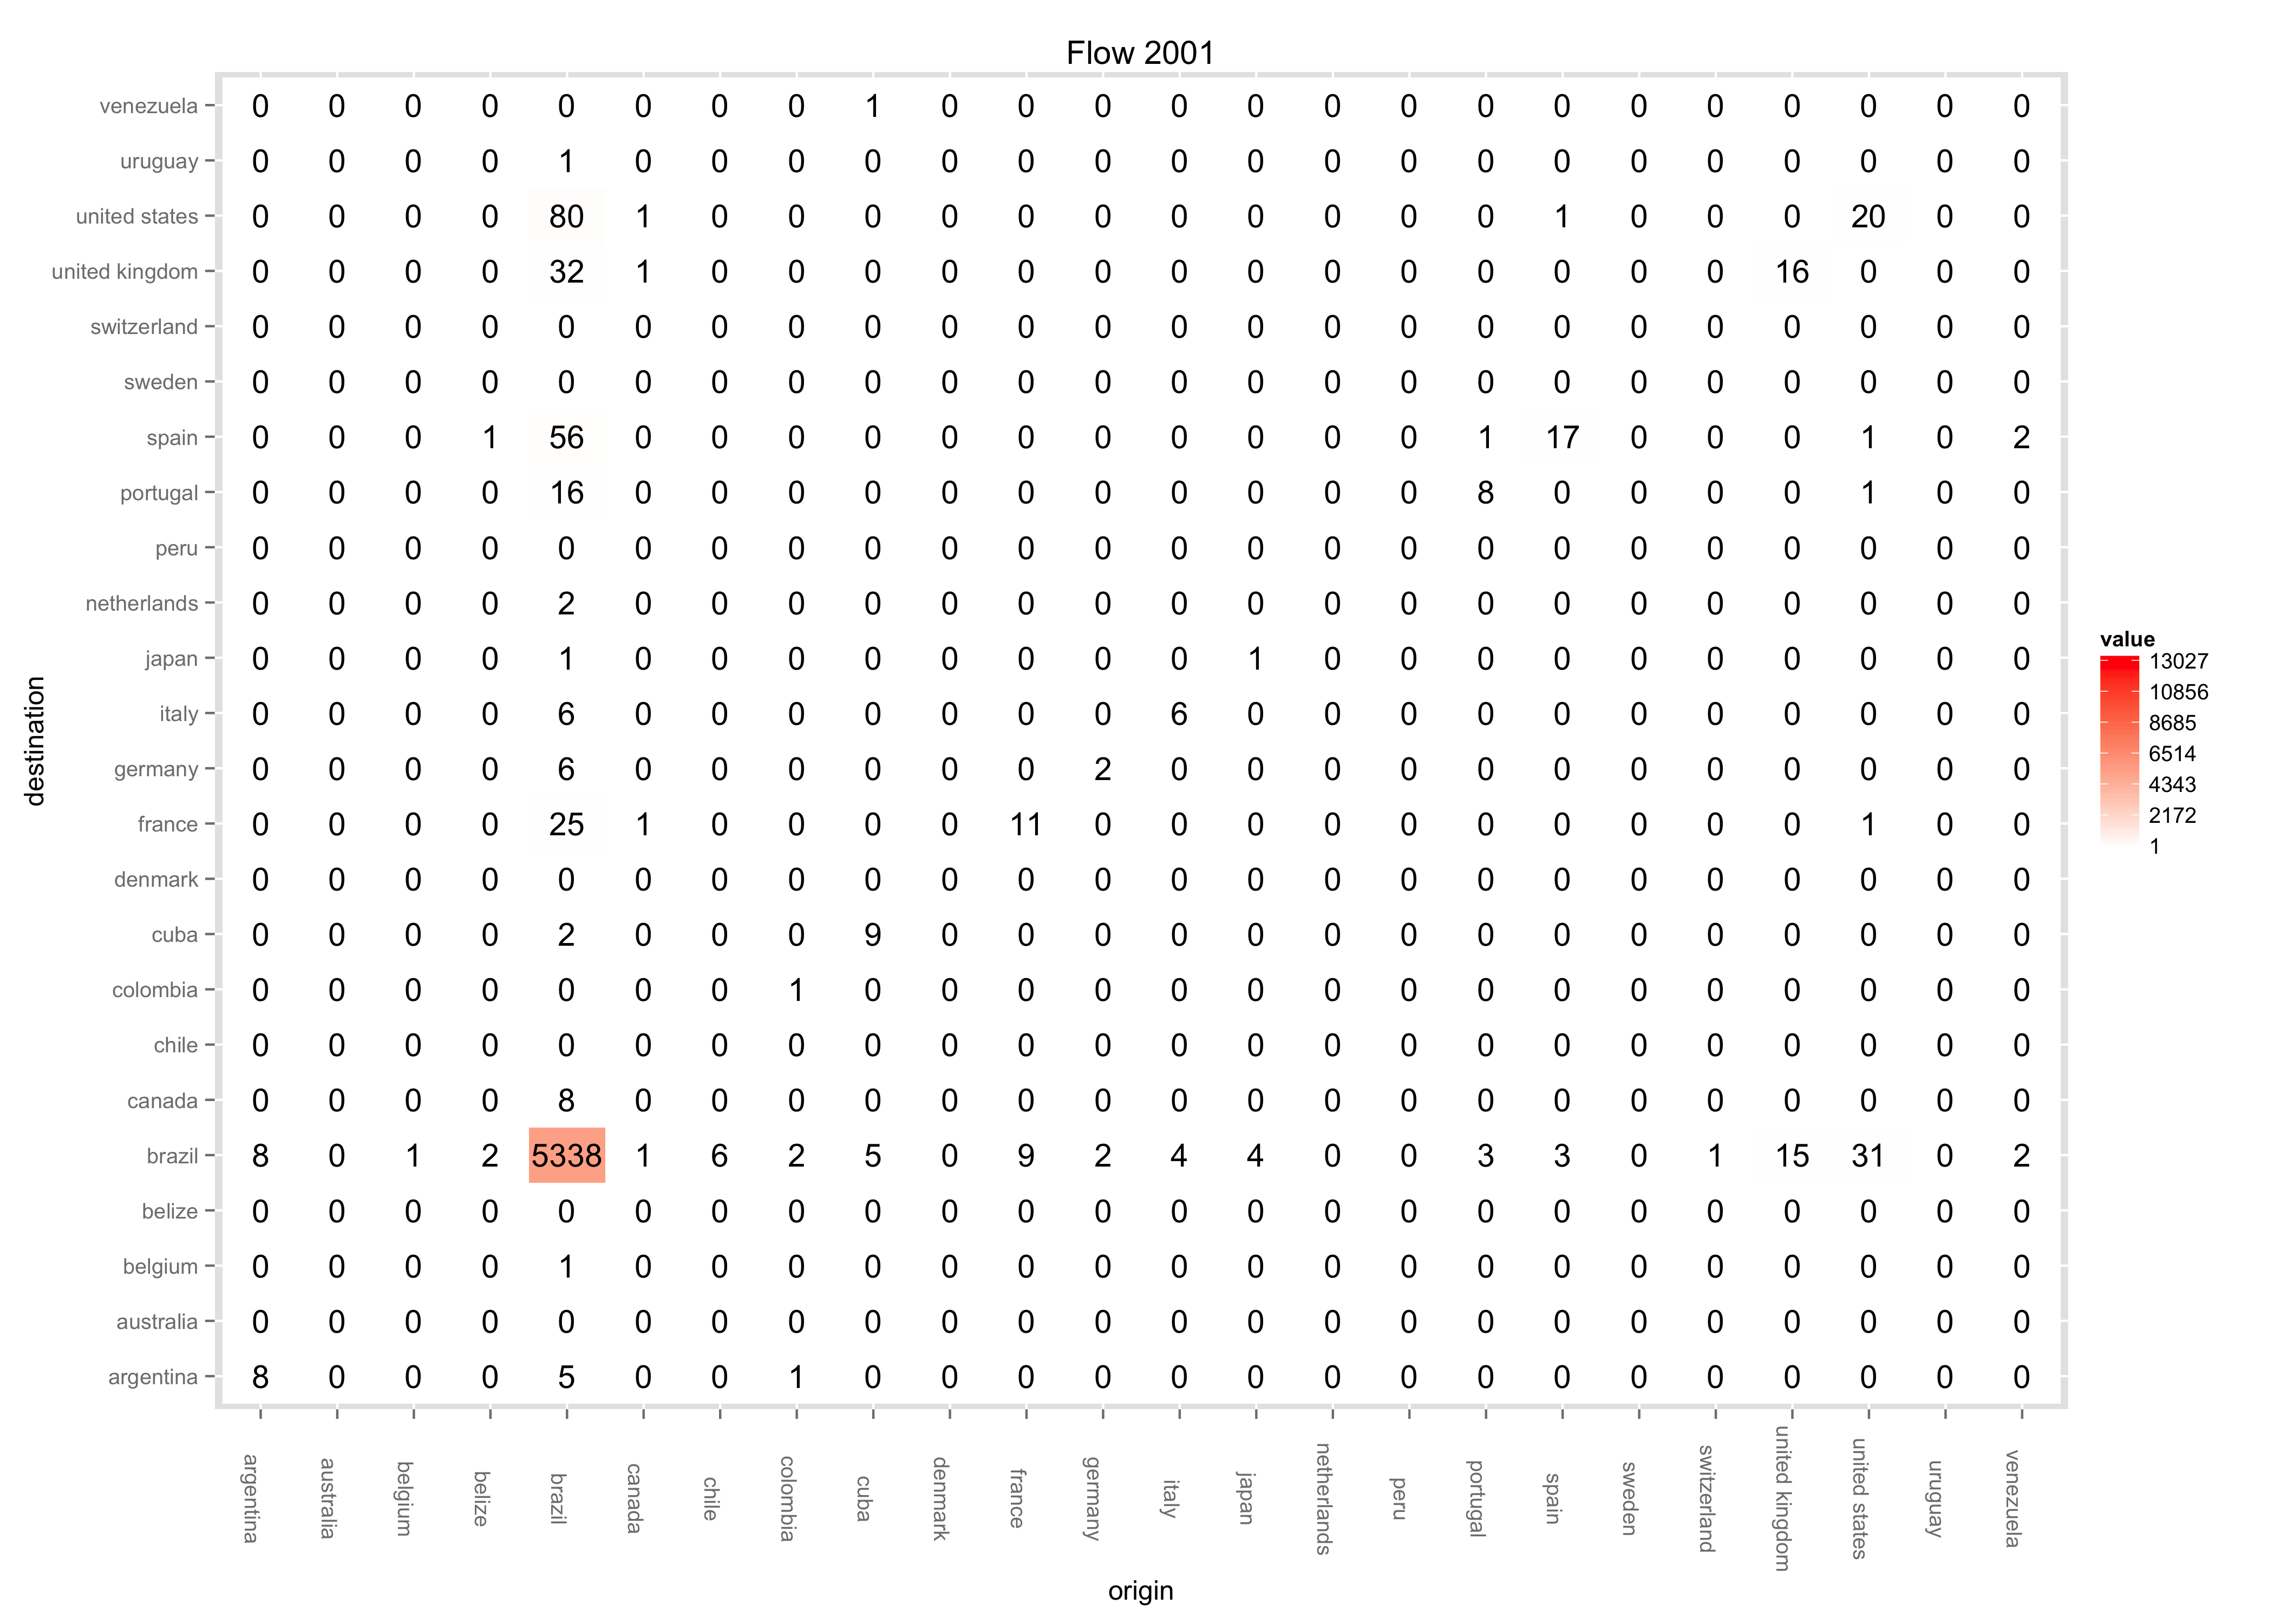 Flow 2001
venezuela 0 0 0 0 0 0 0 0 1 0 0 0 0 0 0 0 0 0 0 0 0 0 0 0
uruguay 0 0 0 0 1 0 0 0 0 0 0 0 0 0 0 0 0 0 0 0 0 0 0 0
united states 0 0 0 0 80 1 0 0 0 0 0 0 0 0 0 0 0 1 0 0 0 20 0 0
united kingdom 0 0 0 0 32 1 0 0 0 0 0 0 0 0 0 0 0 0 0 0 16 0 0 0
switzerland 0 0 0 0 0 0 0 0 0 0 0 0 0 0 0 0 0 0 0 0 0 0 0 0
sweden 0 0 0 0 0 0 0 0 0 0 0 0 0 0 0 0 0 0 0 0 0 0 0 0
spain 0 0 0 1 56 0 0 0 0 0 0 0 0 0 0 0 1 17 0 0 0 1 0 2
portugal 0 0 0 0 16 0 0 0 0 0 0 0 0 0 0 0 8 0 0 0 0 1 0 0
peru 0 0 0 0 0 0 0 0 0 0 0 0 0 0 0 0 0 0 0 0 0 0 0 0
netherlands 0 0 0 0 2 0 0 0 0 0 0 0 0 0 0 0 0 0 0 0 0 0 0 0
japan 0 0 0 0 1 0 0 0 0 0 0 0 0 1 0 0 0 0 0 0 0 0 0 0
italy 0 0 0 0 6 0 0 0 0 0 0 0 6 0 0 0 0 0 0 0 0 0 0 0
germany 0 0 0 0 6 0 0 0 0 0 0 2 0 0 0 0 0 0 0 0 0 0 0 0
france 0 0 0 0 25 1 0 0 0 0 11 0 0 0 0 0 0 0 0 0 0 1 0 0
denmark 0 0 0 0 0 0 0 0 0 0 0 0 0 0 0 0 0 0 0 0 0 0 0 0
cuba 0 0 0 0 2 0 0 0 9 0 0 0 0 0 0 0 0 0 0 0 0 0 0 0
colombia 0 0 0 0 0 0 0 1 0 0 0 0 0 0 0 0 0 0 0 0 0 0 0 0
chile 0 0 0 0 0 0 0 0 0 0 0 0 0 0 0 0 0 0 0 0 0 0 0 0
canada 0 0 0 0 8 0 0 0 0 0 0 0 0 0 0 0 0 0 0 0 0 0 0 0
brazil 8 0 1 2 5338 1 6 2 5 0 9 2 4 4 0 0 3 3 0 1 15 31 0 2
belize 0 0 0 0 0 0 0 0 0 0 0 0 0 0 0 0 0 0 0 0 0 0 0 0
belgium 0 0 0 0 1 0 0 0 0 0 0 0 0 0 0 0 0 0 0 0 0 0 0 0
australia 0 0 0 0 0 0 0 0 0 0 0 0 0 0 0 0 0 0 0 0 0 0 0 0
argentina 8 0 0 0 5 0 0 1 0 0 0 0 0 0 0 0 0 0 0 0 0 0 0 0
destination
argentina
australia
belgium
belize
brazil
canada
chile
colombia
cuba
denmark
france
germany
italy
japan
netherlands
peru
portugal
spain
sweden
switzerland
united kingdom
united states
uruguay
venezuela
origin
value
13027
10856
8685
6514
4343
2172
1